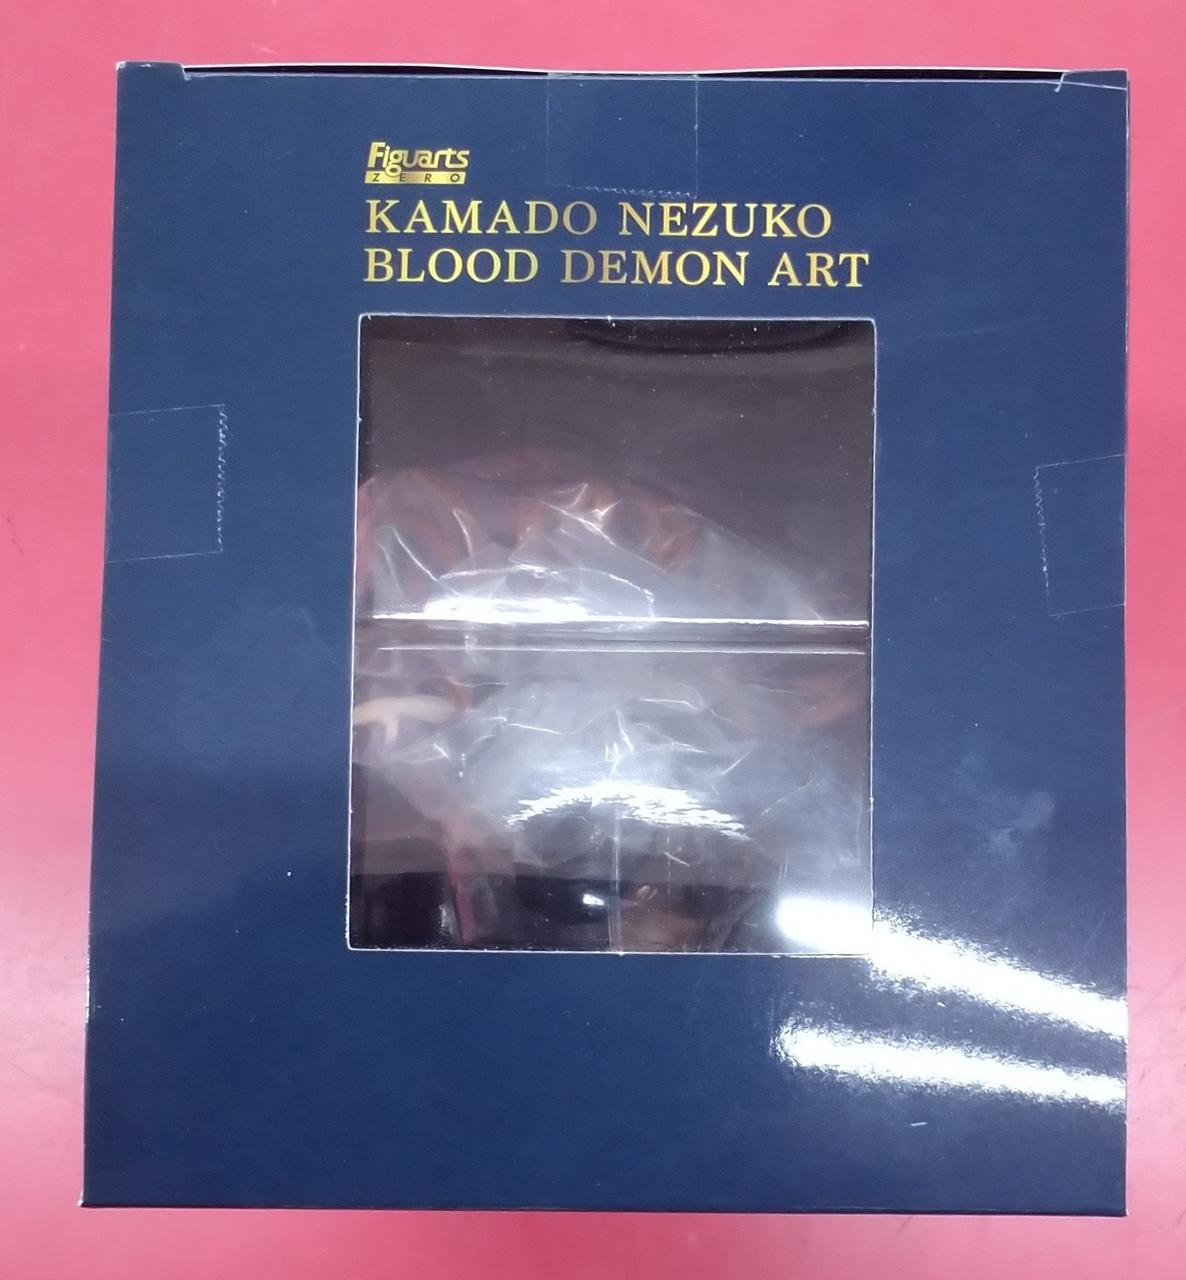 Figuarts
ZERO
KAMADO NEZUKO
BLOOD DEMON ART